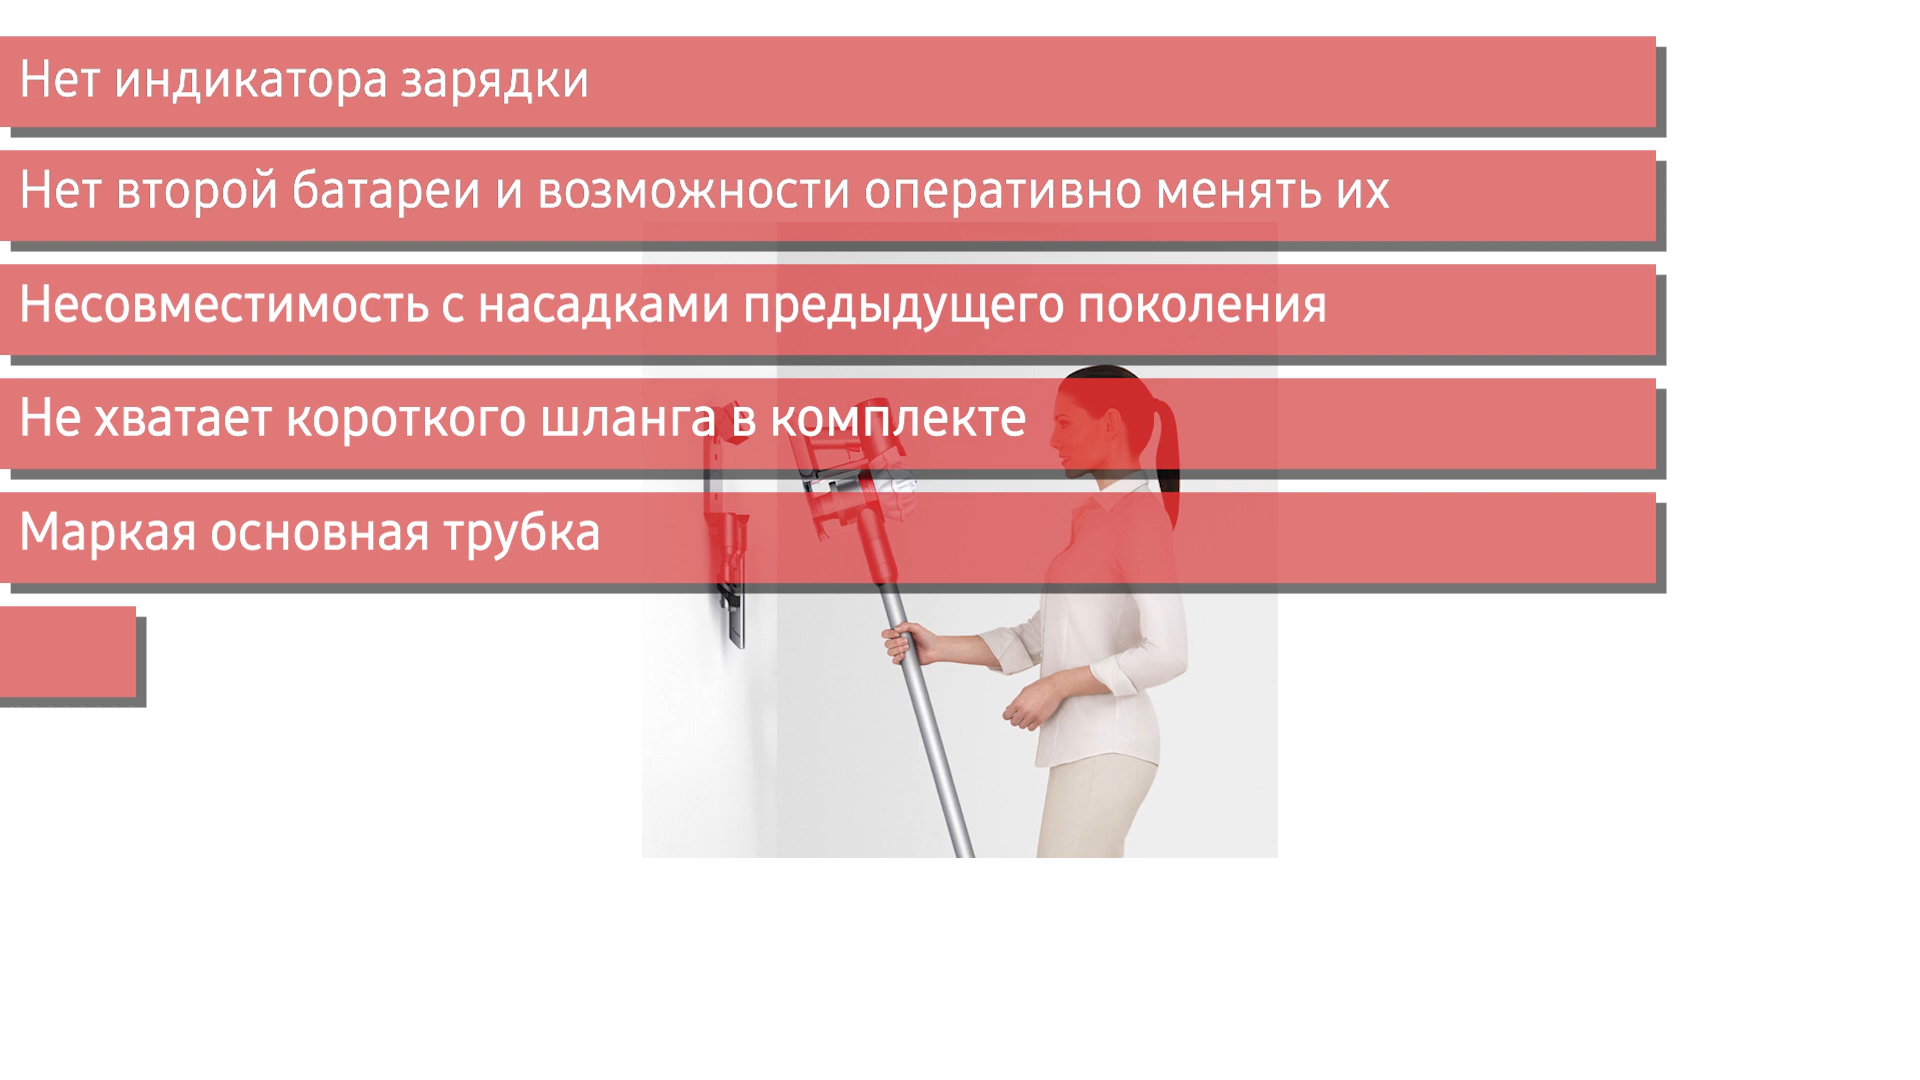 Нет индикатора зарядки
Нет второй батареи и возможности оперативно менять их
Несовместимость с насадками предыдущего поколения
Не хватает короткого шланга в комплекте
Маркая основная трубка